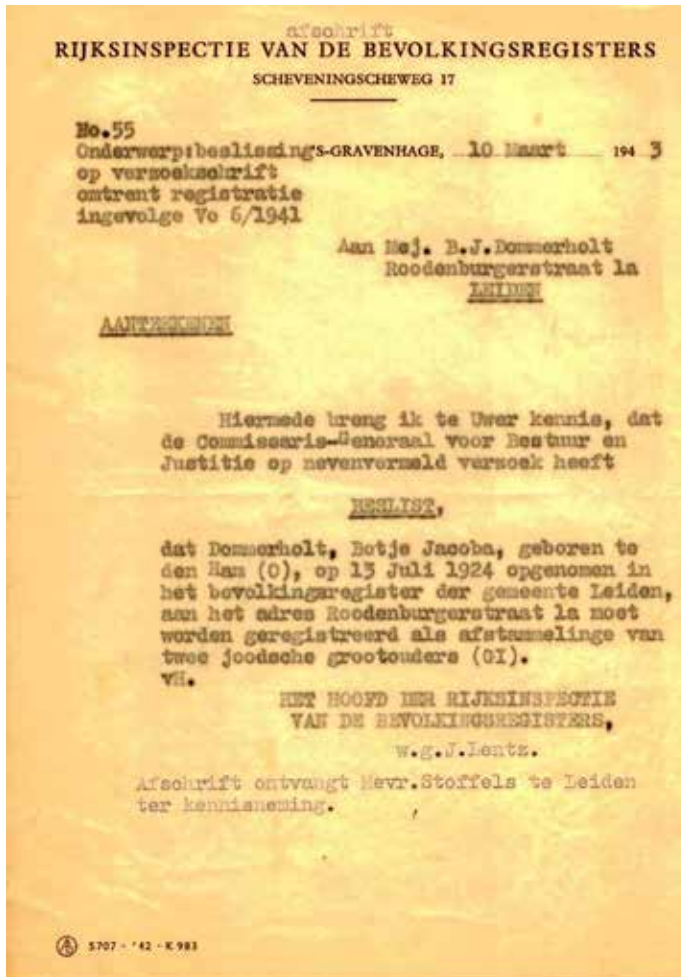 afschrift
RIJKSINSPECTIE VAN DE BEVOLKINGSREGISTERS
SCHEVENINGSCHEWEG 17
No.55
Onderwerp:beslissing 'S-GRAVENHAGE, 10 Maart 1943
op verzoekschrift
omtrent registratie
ingevolge Vo 6/1941
Aan Mej. B.J.Dommerholt
Roodenburgerstraat 1a
LEIDEN
AANTEEKENEN
Hiermede breng ik te Uwer kennis, dat
de Commissaris-Generaal voor Bestuur en
Justitie op nevenvermeld verzoek heeft
BESLIST,
dat Dommerholt, Botje Jacoba, geboren te
den Ham (O), op 13 Juli 1924 opgenomen in
het bevolkingsregister der gemeente Leiden,
aan het adres Roodenburgerstraat 1a moet
worden geregistreerd als afstammelinge van
twee joodsche grootouders (GI).
vH.
HET HOOFD DER RIJKSINSPECTIE
VAN DE BEVOLKINGSREGISTERS,
w.g.J.Lentz.
Afschrift ontvangt Mevr.Stoffels te Leiden
ter kennisneming.
5707 - '42 - K 983